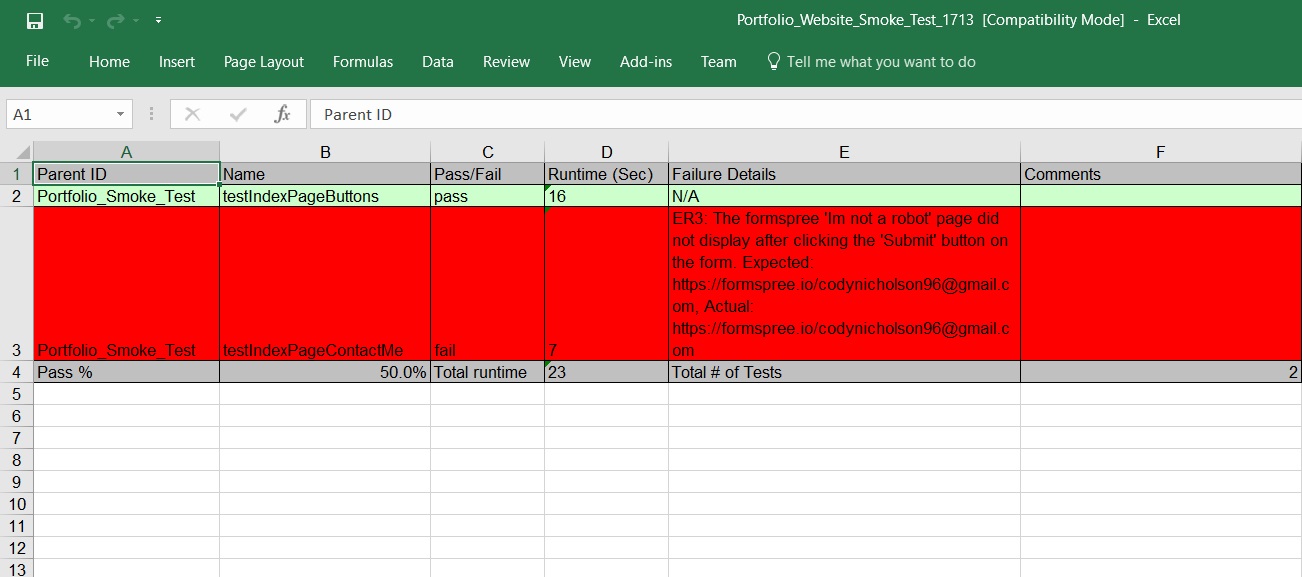 Portfolio_Website_Smoke_Test_1713 [Compatibility Mode] - Excel
File Home Insert Page Layout Formulas Data Review View Add-ins Team Tell me what you want to do
A1 fx Parent ID
A B C D E F
1 Parent ID Name Pass/Fail Runtime (Sec) Failure Details Comments
2 Portfolio_Smoke_Test testIndexPageButtons pass 16 N/A
ER3: The formspree 'Im not a robot' page did
not display after clicking the 'Submit' button on
the form. Expected:
https://formspree.io/codynicholson96@gmail.c
om, Actual:
https://formspree.io/codynicholson96@gmail.c
3 Portfolio_Smoke_Test testIndexPageContactMe fail 7 om
4 Pass % 50.0% Total runtime 23 Total # of Tests 2
5
6
7
8
9
10
11
12
13